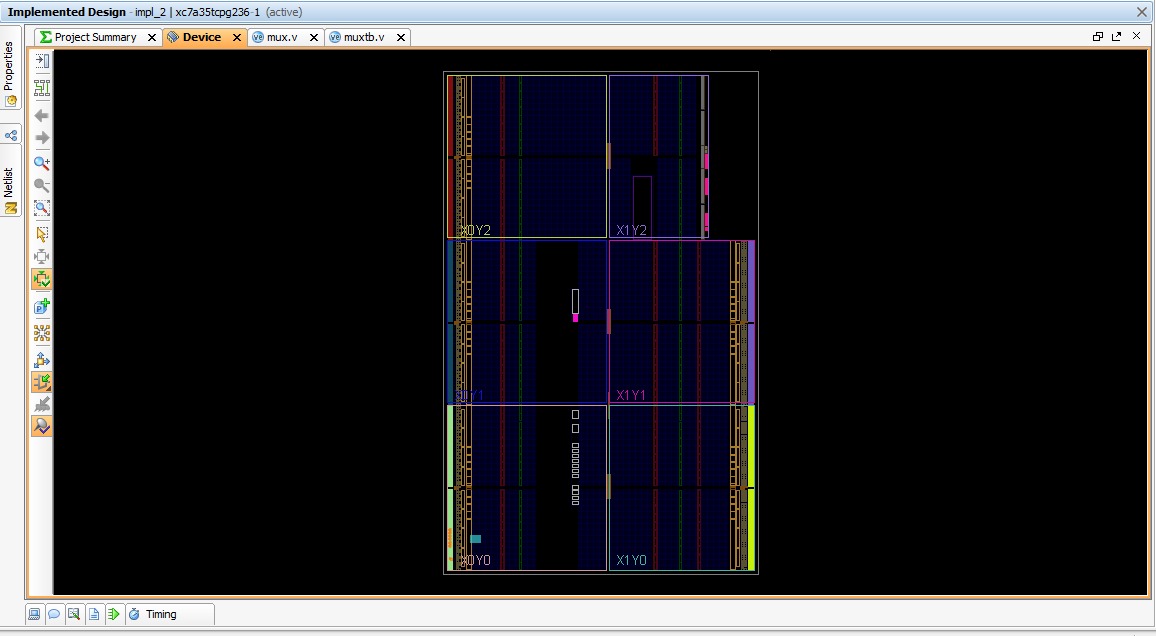 Implemented Design - impl_2 | xc7a35tcpg236-1 (active)
Project Summary
Device
mux.v
muxtb.v
Properties
Netlist
X0Y2
X1Y2
X0Y1
X1Y1
X0Y0
X1Y0
Timing